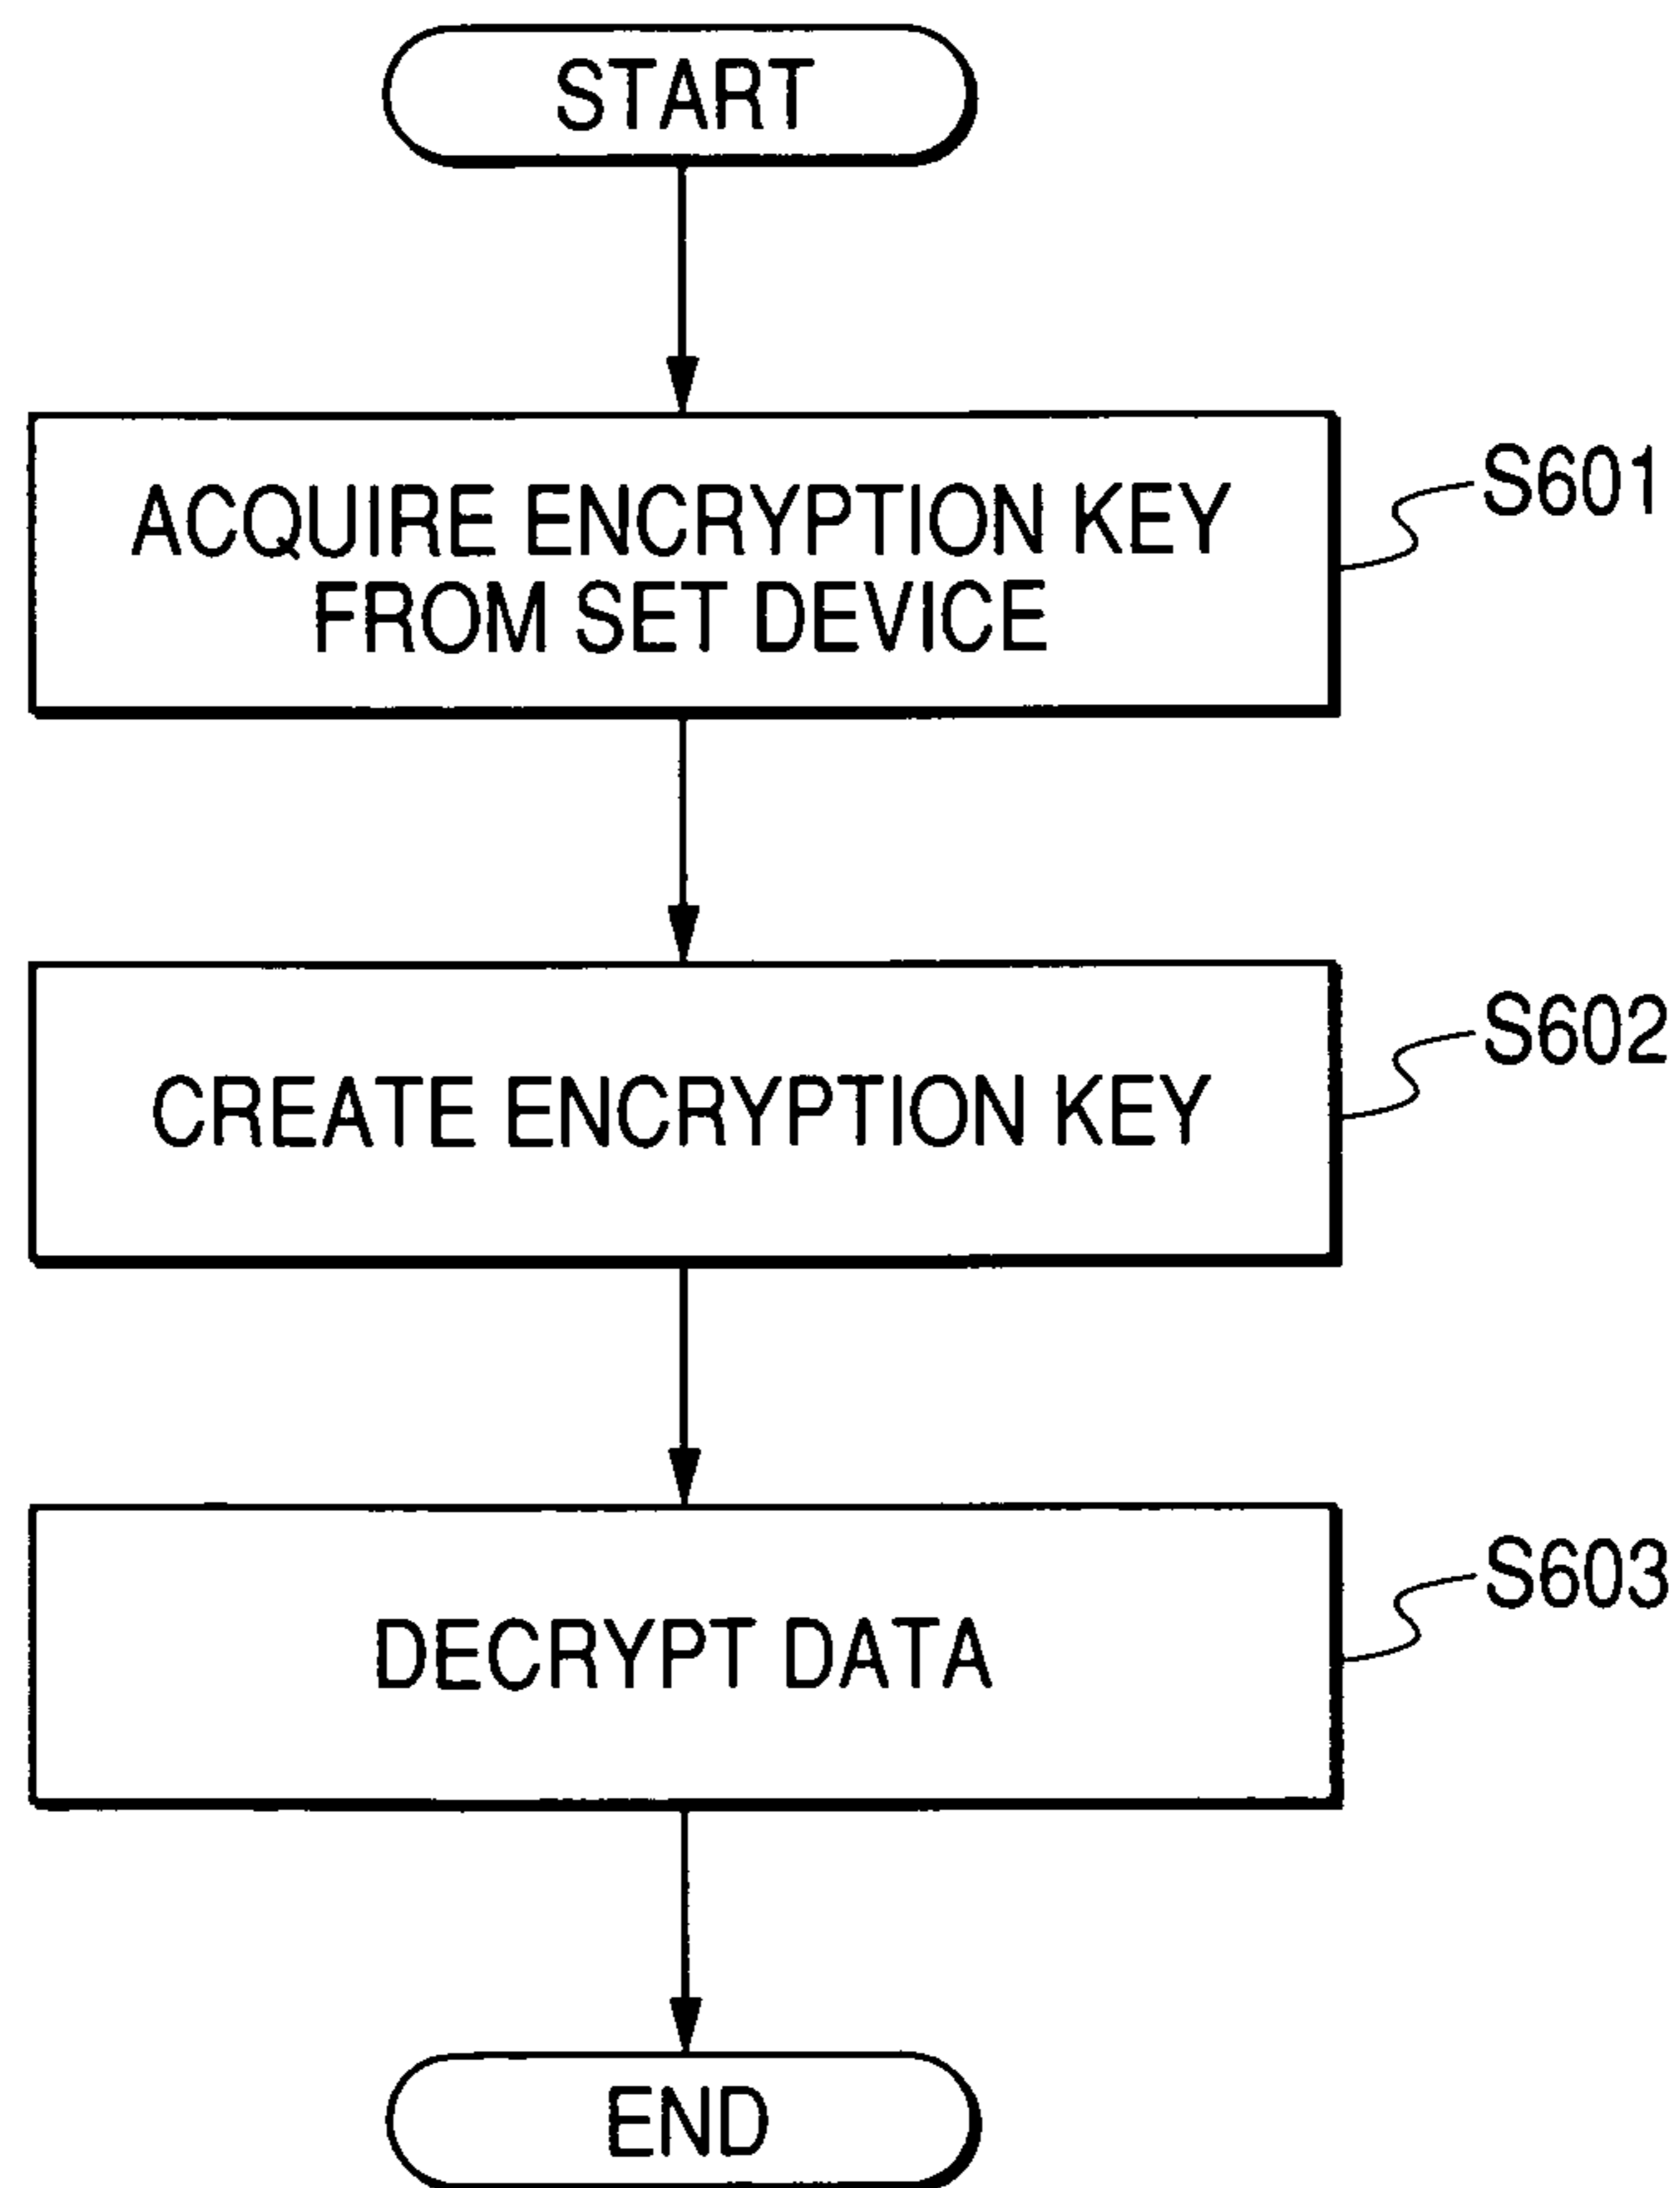 START
ACQUIRE ENCRYPTION KEY
FROM SET DEVICE
S601
CREATE ENCRYPTION KEY
S602
DECRYPT DATA
S603
END